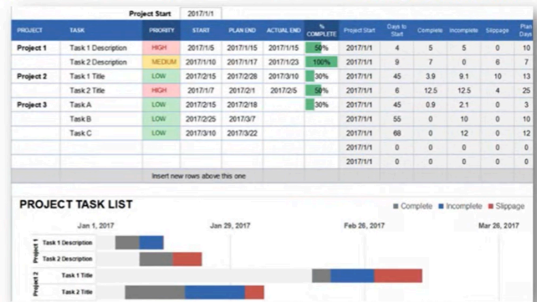 Project Start 2017/1/1
PROJECT TASK PRIORITY START PLAN END ACTUAL END % COMPLETE Project Start Days to Start Complete Incomplete Slippage Plan Days
Project 1 Task 1 Description HIGH 2017/1/5 2017/1/15 2017/1/15 50% 2017/1/1 4 5 5 0 10
Task 2 Description MEDIUM 2017/1/10 2017/1/17 2017/1/23 100% 2017/1/1 9 7 0 6 7
Project 2 Task 1 Title LOW 2017/2/15 2017/2/28 2017/3/10 30% 2017/1/1 45 3.9 9.1 10 13
Task 2 Title HIGH 2017/1/7 2017/2/1 2017/2/5 50% 2017/1/1 6 12.5 12.5 4 25
Project 3 Task A LOW 2017/2/15 2017/2/18 30% 2017/1/1 45 0.9 2.1 0 3
Task B LOW 2017/2/25 2017/3/7 2017/1/1 55 0 10 0 10
Task C LOW 2017/3/10 2017/3/22 2017/1/1 68 0 12 0 12
2017/1/1 0 0 0 0 0
2017/1/1 0 0 0 0 0
Insert new rows above this one
PROJECT TASK LIST
Complete Incomplete Slippage
Jan 1, 2017 Jan 29, 2017 Feb 26, 2017 Mar 26, 2017
Project 1
Task 1 Description
Task 2 Description
Project 2
Task 1 Title
Task 2 Title